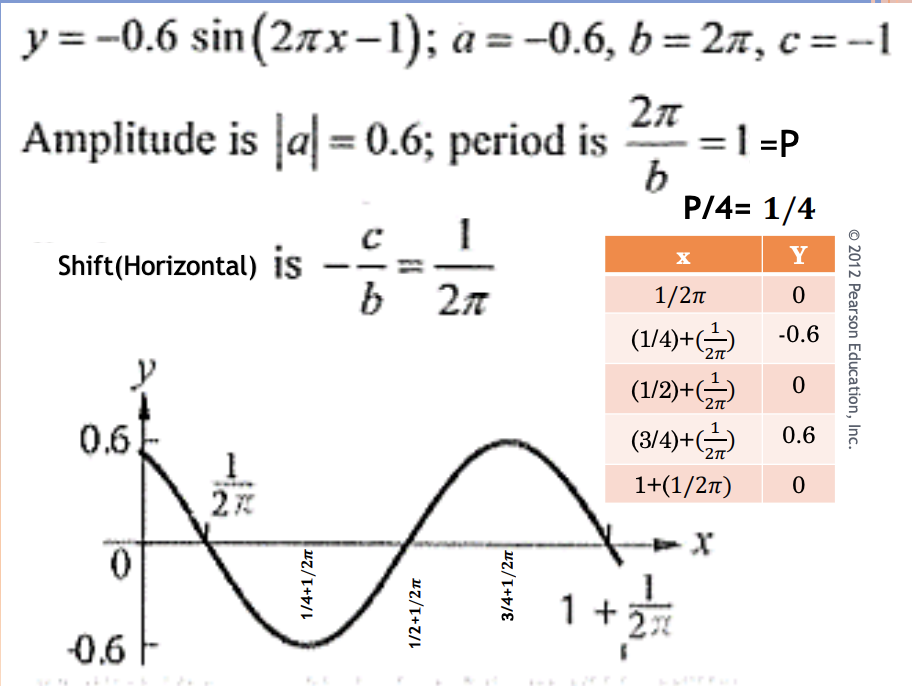 y = −0.6 sin(2πx − 1); a = −0.6, b = 2π, c = −1
Amplitude is |a| = 0.6; period is 2π/b = 1 =P
P/4= 1/4
Shift(Horizontal) is −c/b = 1/2π
x Y
1/2π 0
(1/4)+(1/2π) -0.6
(1/2)+(1/2π) 0
(3/4)+(1/2π) 0.6
1+(1/2π) 0
© 2012 Pearson Education, Inc.
y
0.6
1/2π
0
x
1/4+1/2π
1/2+1/2π
3/4+1/2π
1 + 1/2π
-0.6